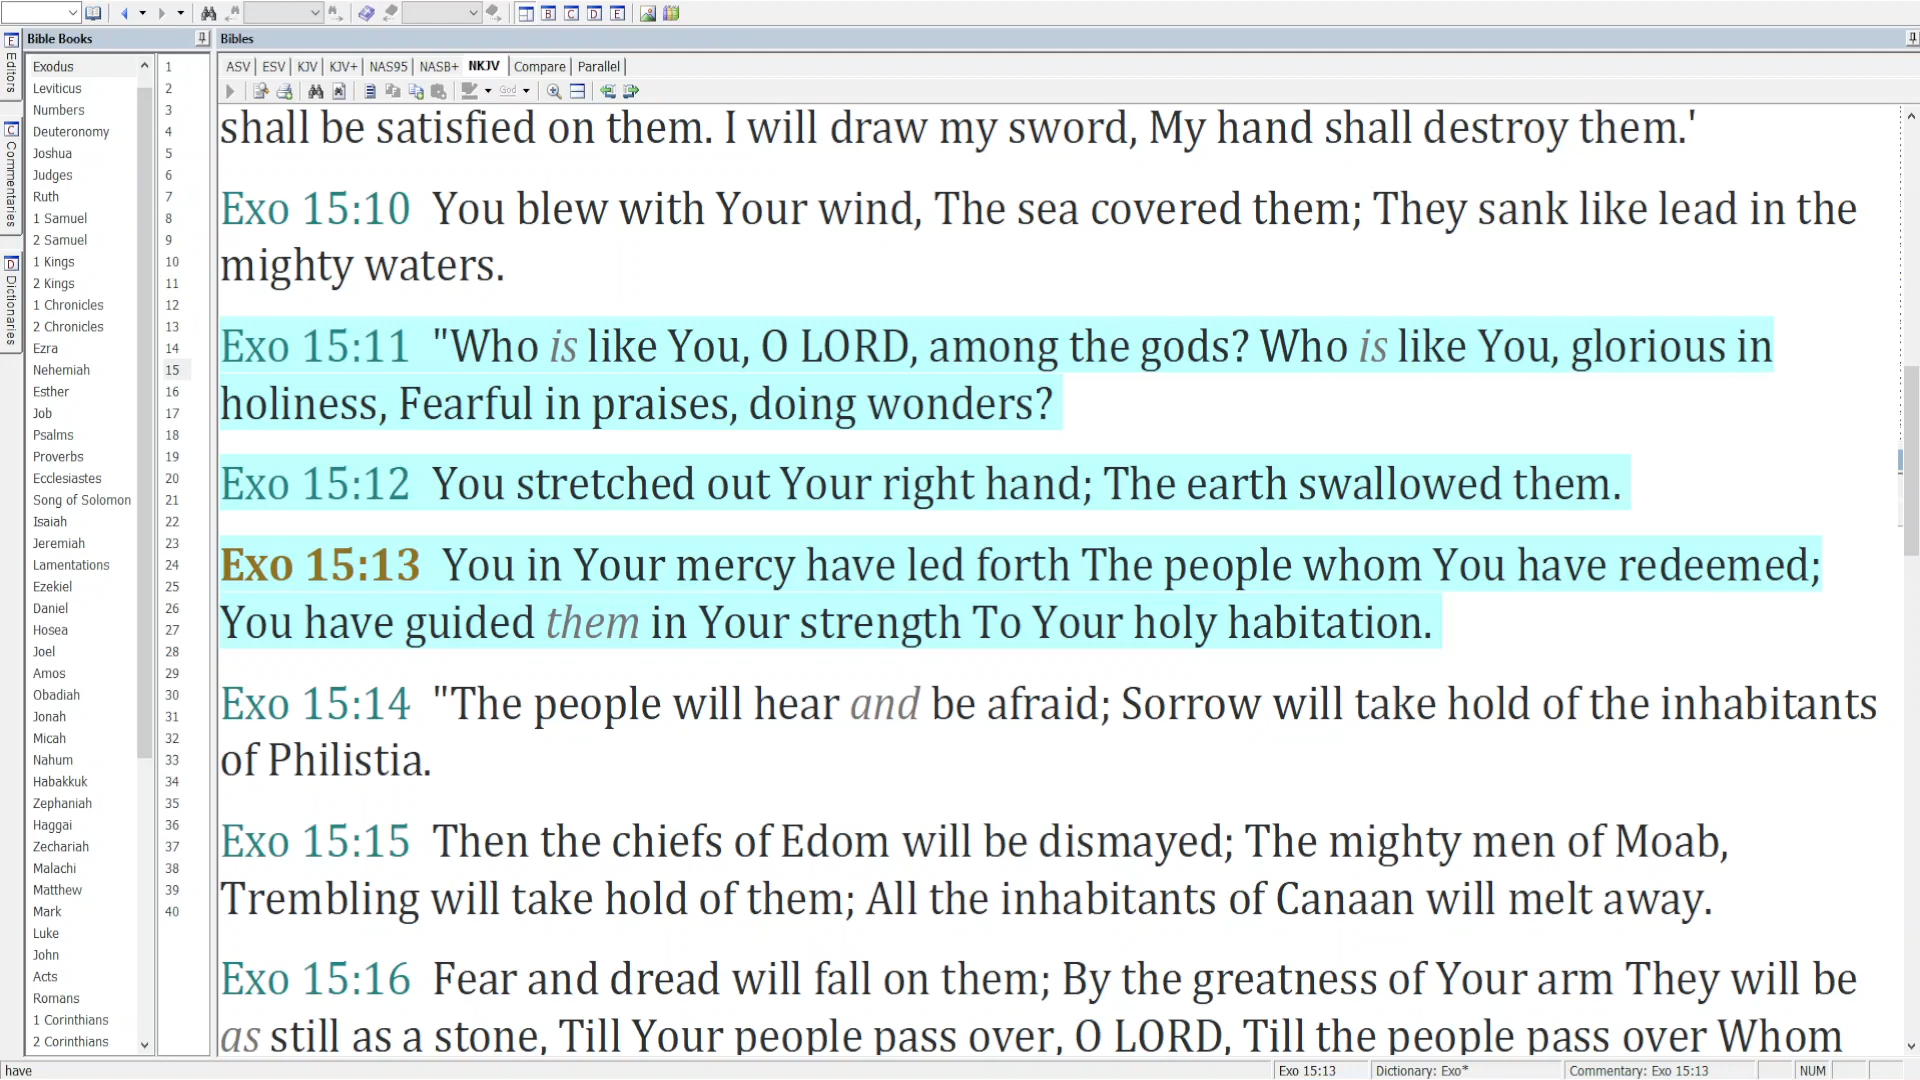 Bible Books
Bibles
Editors
Commentaries
Dictionaries
Exodus
Leviticus
Numbers
Deuteronomy
Joshua
Judges
Ruth
1 Samuel
2 Samuel
1 Kings
2 Kings
1 Chronicles
2 Chronicles
Ezra
Nehemiah
Esther
Job
Psalms
Proverbs
Ecclesiastes
Song of Solomon
Isaiah
Jeremiah
Lamentations
Ezekiel
Daniel
Hosea
Joel
Amos
Obadiah
Jonah
Micah
Nahum
Habakkuk
Zephaniah
Haggai
Zechariah
Malachi
Matthew
Mark
Luke
John
Acts
Romans
1 Corinthians
2 Corinthians
1
2
3
4
5
6
7
8
9
10
11
12
13
14
15
16
17
18
19
20
21
22
23
24
25
26
27
28
29
30
31
32
33
34
35
36
37
38
39
40
ASV ESV KJV KJV+ NAS95 NASB+ NKJV Compare Parallel
God
shall be satisfied on them. I will draw my sword, My hand shall destroy them.'
Exo 15:10 You blew with Your wind, The sea covered them; They sank like lead in the
mighty waters.
Exo 15:11 "Who is like You, O LORD, among the gods? Who is like You, glorious in
holiness, Fearful in praises, doing wonders?
Exo 15:12 You stretched out Your right hand; The earth swallowed them.
Exo 15:13 You in Your mercy have led forth The people whom You have redeemed;
You have guided them in Your strength To Your holy habitation.
Exo 15:14 "The people will hear and be afraid; Sorrow will take hold of the inhabitants
of Philistia.
Exo 15:15 Then the chiefs of Edom will be dismayed; The mighty men of Moab,
Trembling will take hold of them; All the inhabitants of Canaan will melt away.
Exo 15:16 Fear and dread will fall on them; By the greatness of Your arm They will be
as still as a stone, Till Your people pass over, O LORD, Till the people pass over Whom
have
Exo 15:13
Dictionary: Exo*
Commentary: Exo 15:13
NUM